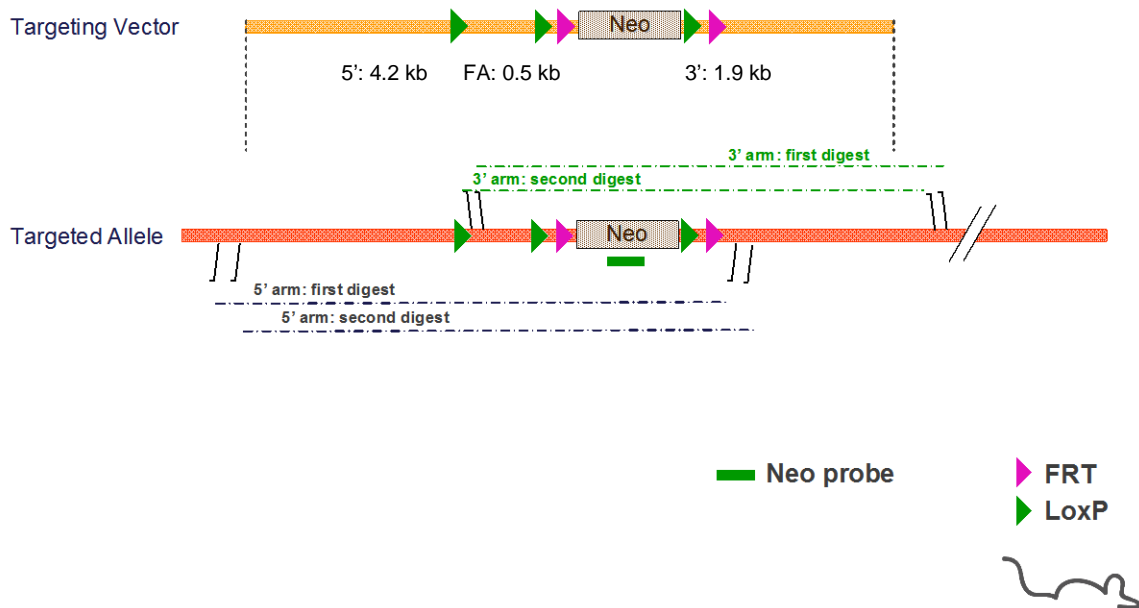 Targeting Vector
Neo
5’: 4.2 kb FA: 0.5 kb 3’: 1.9 kb
3’ arm: first digest
3’ arm: second digest
Targeted Allele
Neo
5’ arm: first digest
5’ arm: second digest
Neo probe
FRT
LoxP